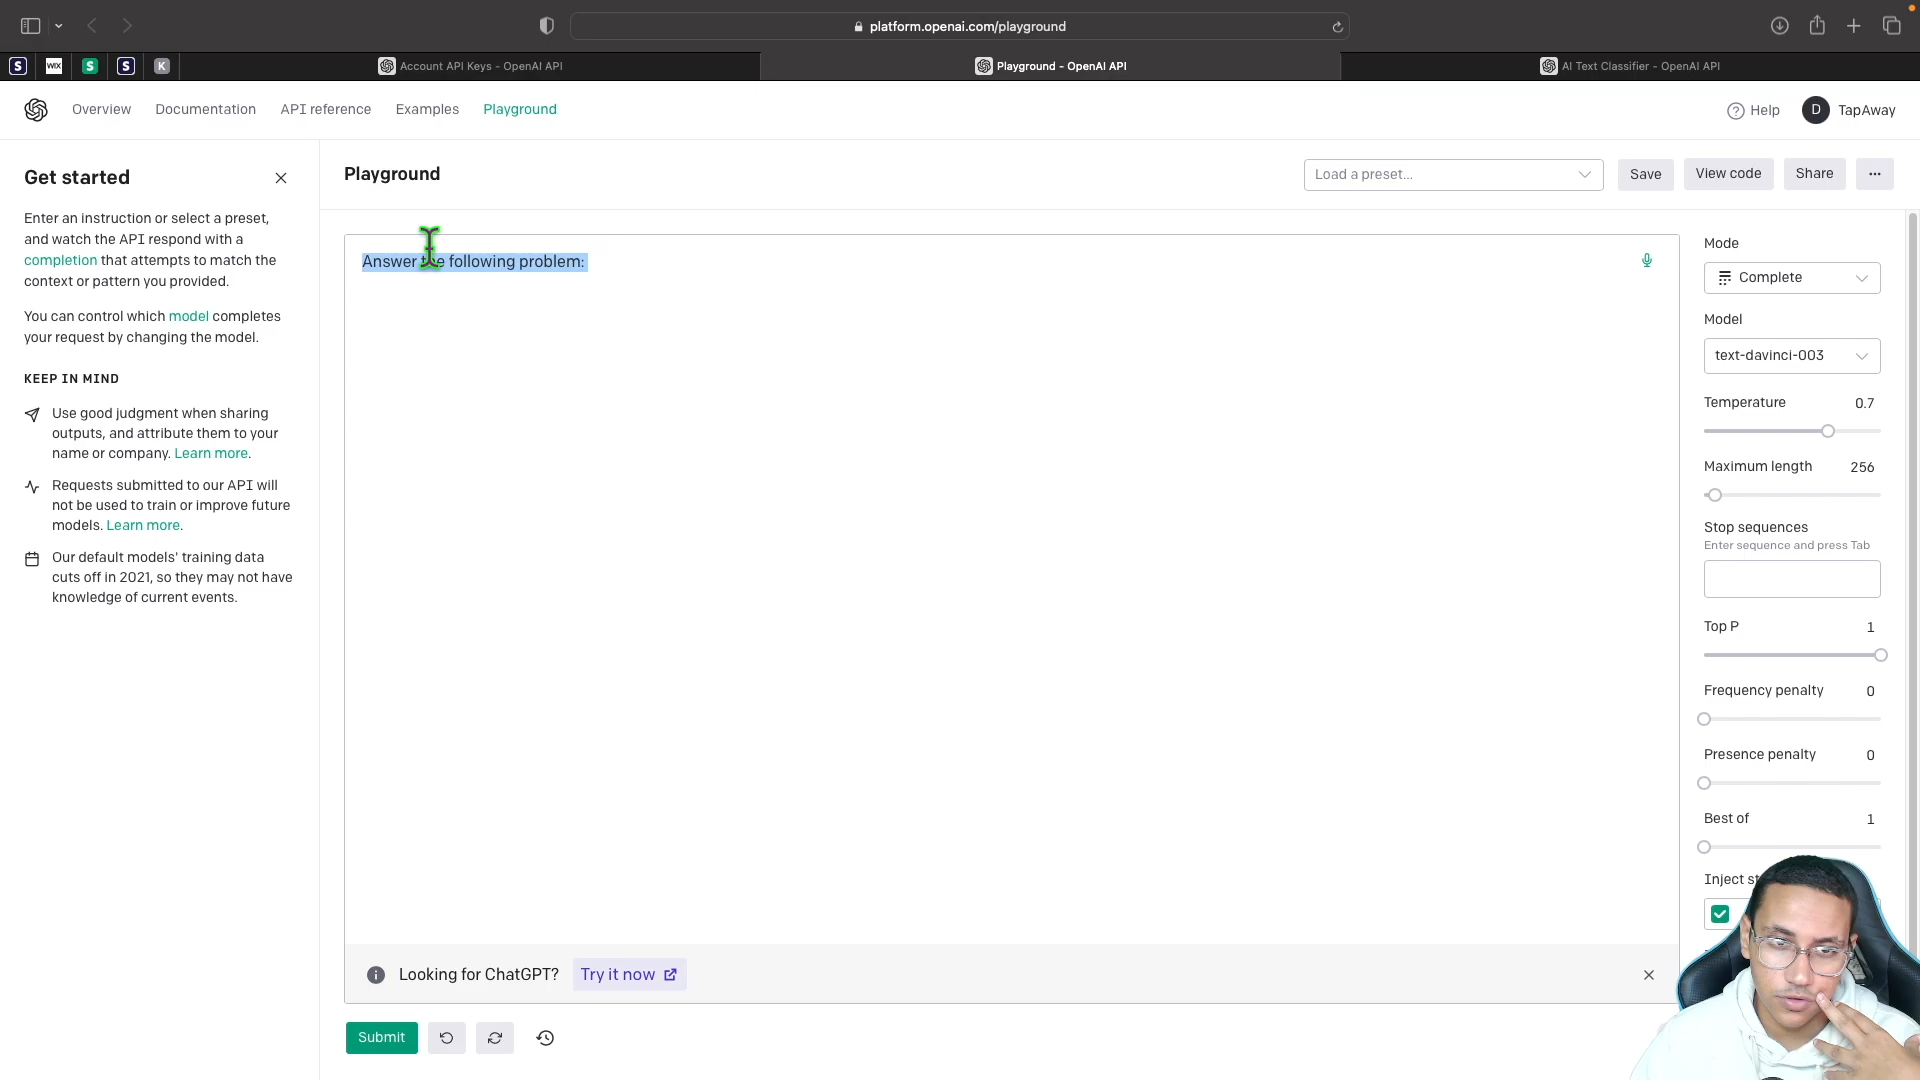 platform.openai.com/playground
S
WIX
S
S
K
Account API Keys - OpenAI API
Playground - OpenAI API
AI Text Classifier - OpenAI API
Overview
Documentation
API reference
Examples
Playground
Help
D
TapAway
Get started
Enter an instruction or select a preset,
and watch the API respond with a
completion that attempts to match the
context or pattern you provided.
You can control which model completes
your request by changing the model.
KEEP IN MIND
Use good judgment when sharing
outputs, and attribute them to your
name or company. Learn more.
Requests submitted to our API will
not be used to train or improve future
models. Learn more.
Our default models' training data
cuts off in 2021, so they may not have
knowledge of current events.
Playground
Load a preset...
Save
View code
Share
...
Answer the following problem:
Looking for ChatGPT?
Try it now
Submit
Mode
Complete
Model
text-davinci-003
Temperature 0.7
Maximum length 256
Stop sequences
Enter sequence and press Tab
Top P 1
Frequency penalty 0
Presence penalty 0
Best of 1
Inject st